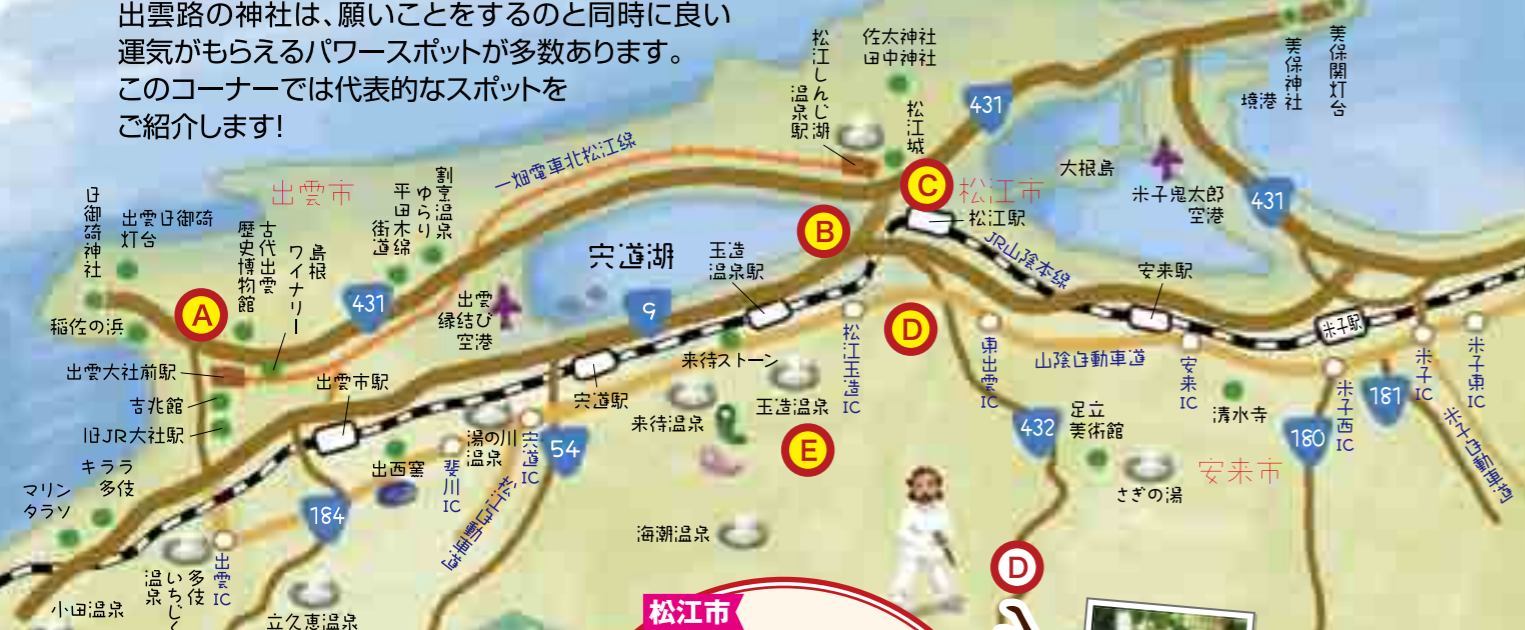 出雲路の神社は、願いことをするのと同時に良い
運気がもらえるパワースポットが多数あります。
このコーナーでは代表的なスポットを
ご紹介します!
松江しんじ湖
温泉駅
佐太神社
田中神社
松江城
431
美保神社
美保関灯台
境港
一畑電車北松江線
出雲市
日御碕神社
出雲日御碕
灯台
古代出雲
歴史博物館
島根
ワイナリー
平田木綿
街道
割烹温泉
ゆらり
C
松江市
松江駅
大根島
米子鬼太郎
空港
431
B
宍道湖
玉造
温泉駅
JR山陰本線
安来駅
A
稲佐の浜
431
出雲
縁結び
空港
9
D
松江玉造IC
東出雲IC
山陰自動車道
安来IC
米子駅
米子IC
米子東IC
出雲大社前駅
出雲市駅
宍道駅
来待ストーン
玉造温泉
吉兆館
旧JR大社駅
来待温泉
湯の川
温泉
宍道IC
54
E
432
足立
美術館
清水寺
米子西IC
180
181
米子自動車道
キララ
多伎
マリン
タラソ
出西窯
斐川IC
松江自動車道
さぎの湯
安来市
184
海潮温泉
出雲IC
D
小田温泉
多伎
いちじく
温泉
立久恵温泉
松江市